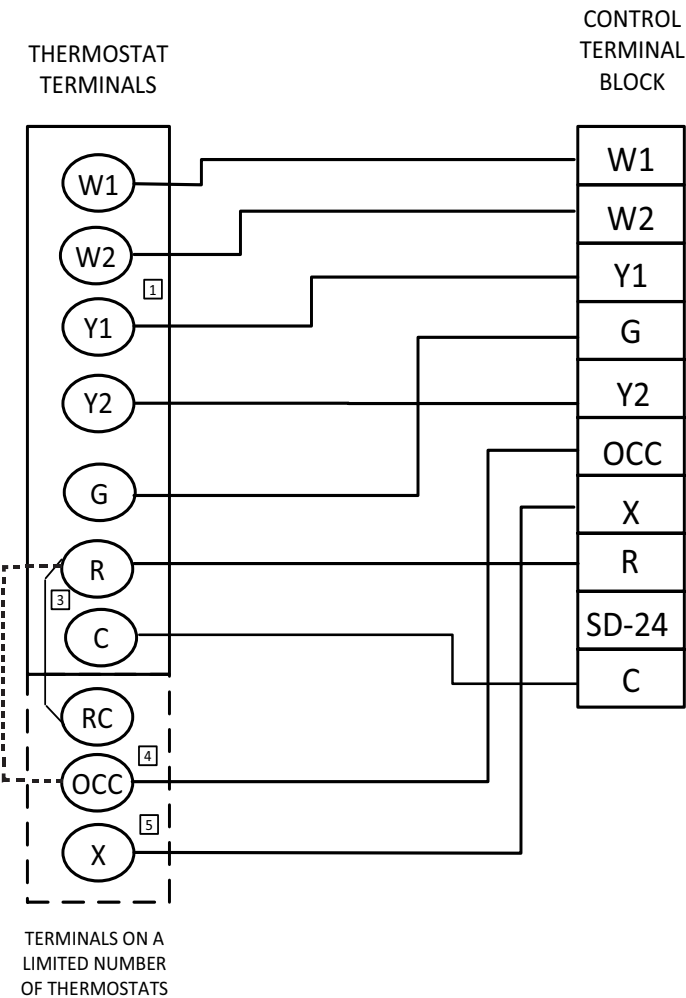 THERMOSTAT
TERMINALS
W1
W2
1
Y1
Y2
G
R
3
C
RC
4
OCC
5
X
TERMINALS ON A
LIMITED NUMBER
OF THERMOSTATS
CONTROL
TERMINAL
BLOCK
W1
W2
Y1
G
Y2
OCC
X
R
SD-24
C